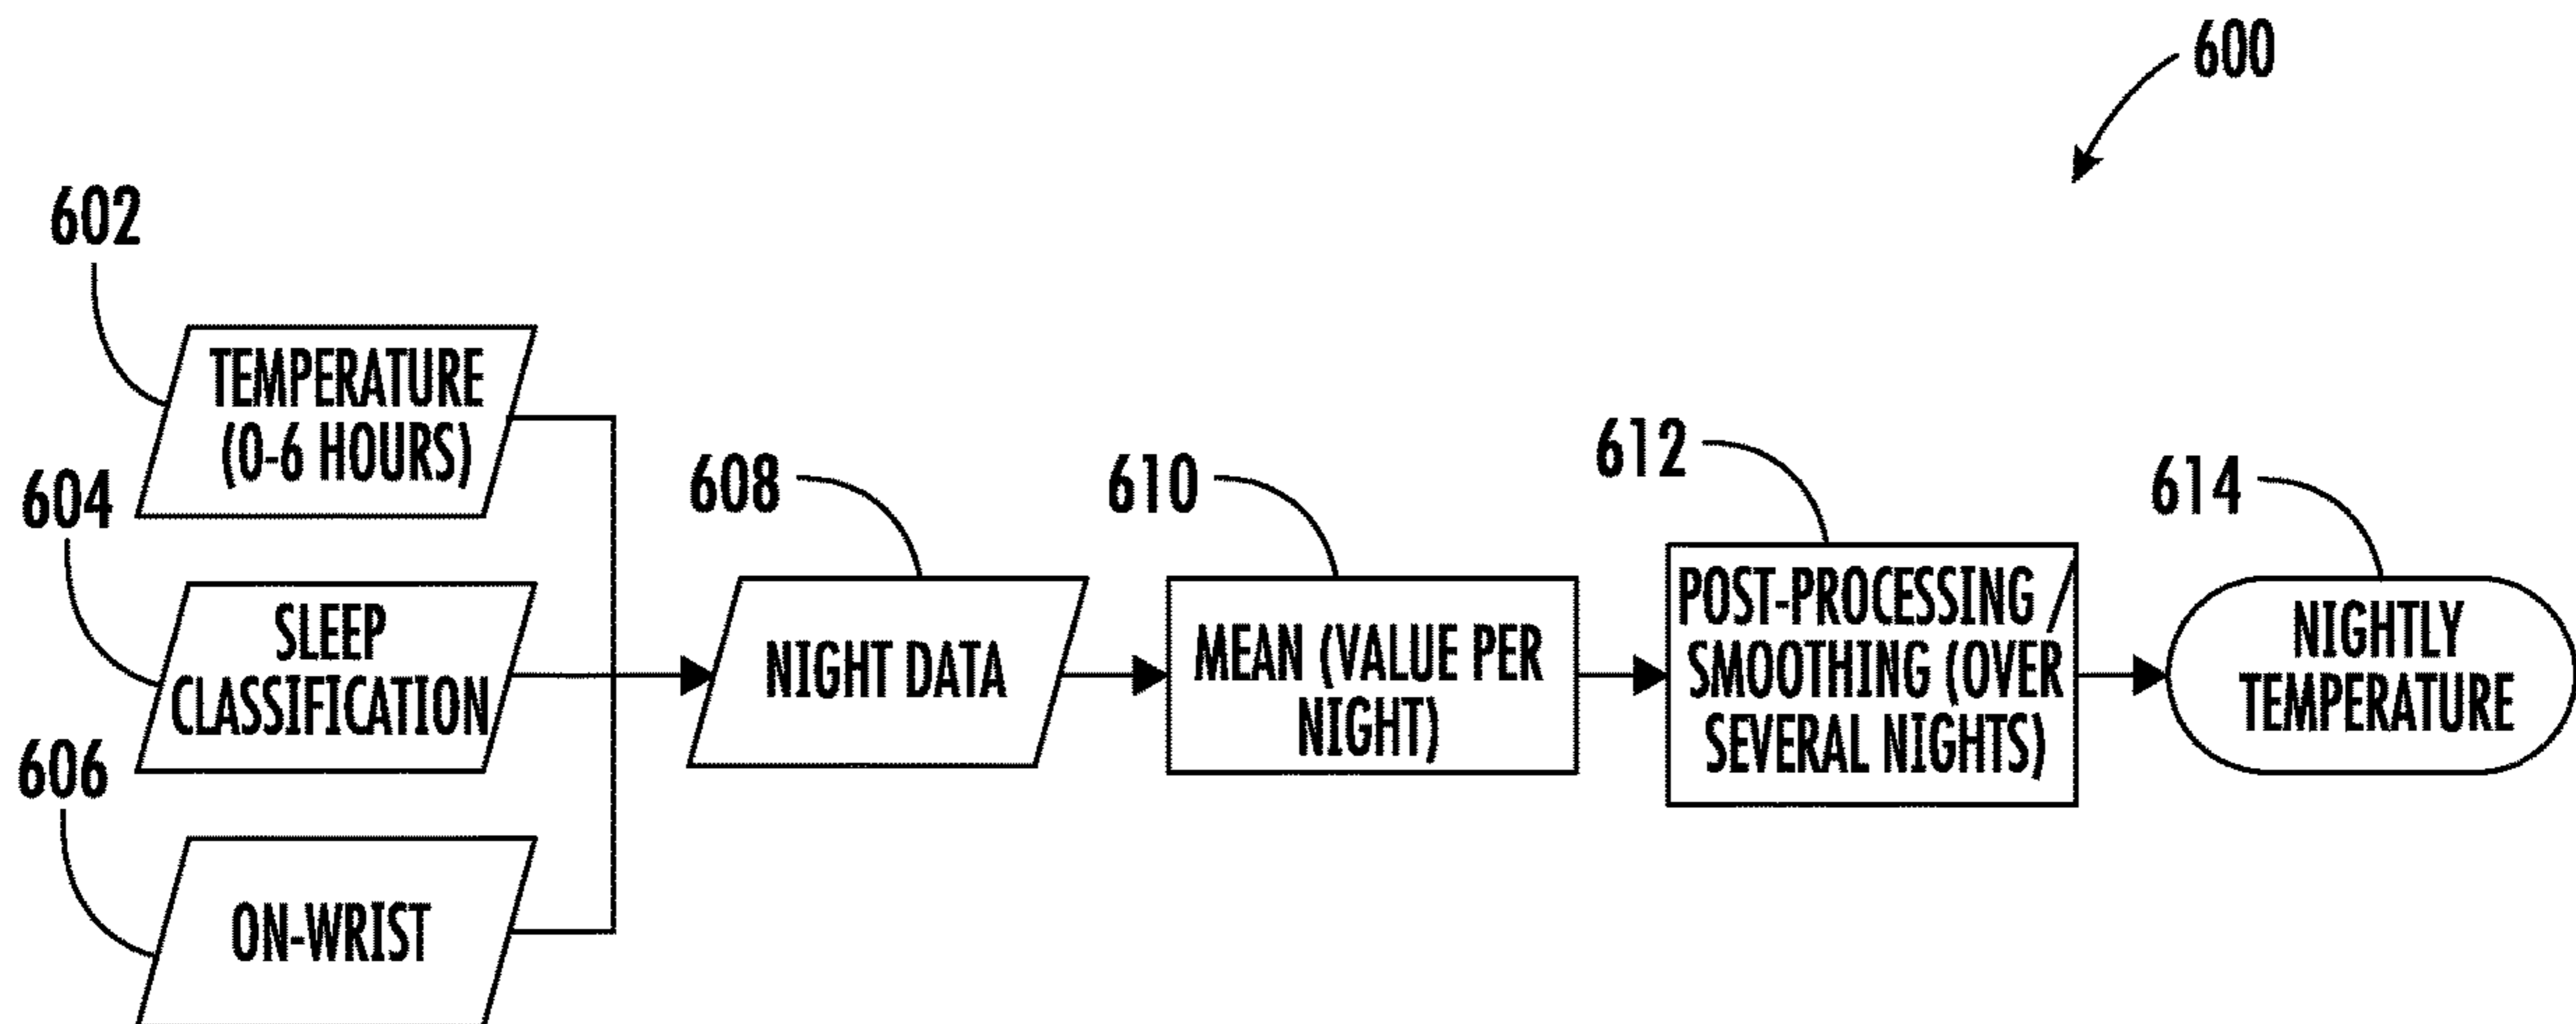 600
602
TEMPERATURE
(0-6 HOURS)
604
SLEEP
CLASSIFICATION
606
ON-WRIST
608
NIGHT DATA
610
MEAN (VALUE PER
NIGHT)
612
POST-PROCESSING /
SMOOTHING (OVER
SEVERAL NIGHTS)
614
NIGHTLY
TEMPERATURE